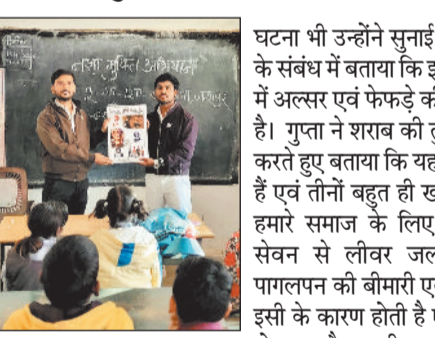 नशा मुक्ति अभियान
घटना भी उन्होंने सुनाई
के संबंध में बताया कि इ
में अल्सर एवं फेफड़े की
है। गुप्ता ने शराब की तु
करते हुए बताया कि यह
हैं एवं तीनों बहुत ही ख
हमारे समाज के लिए
सेवन से लीवर जल
पागलपन की बीमारी ए
इसी के कारण होती है ए